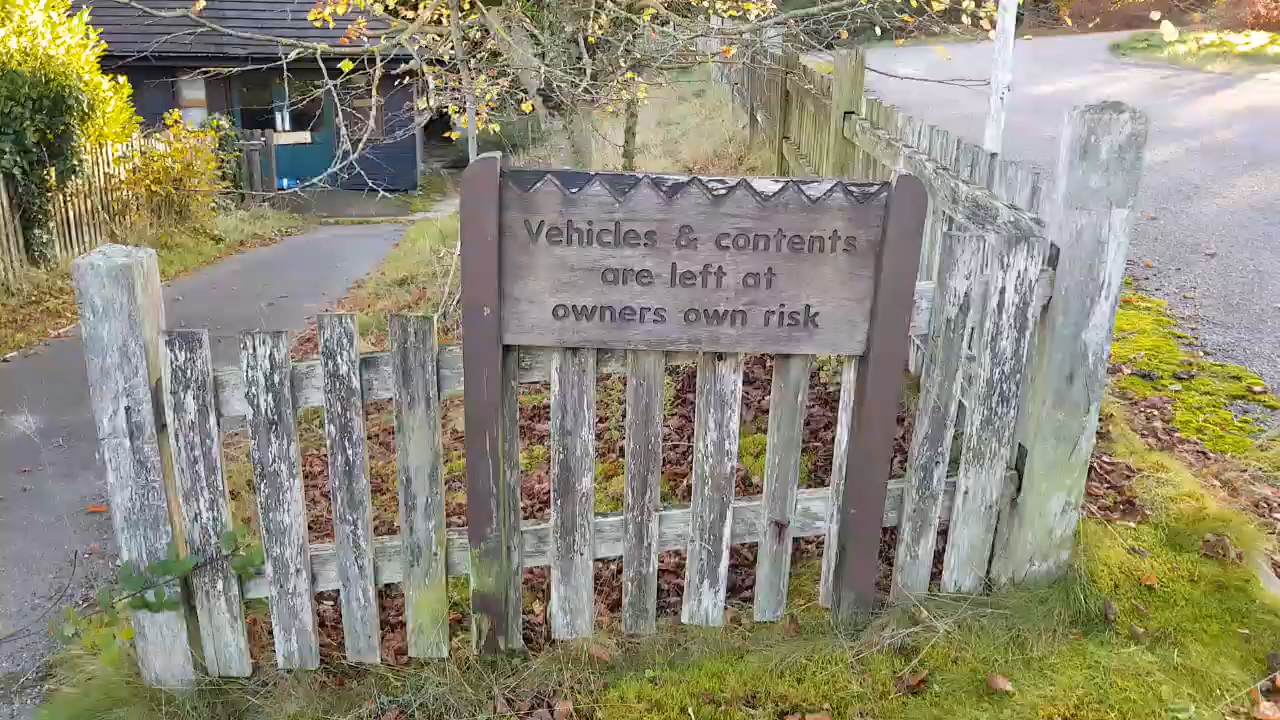 Vehicles & contents
are left at
owners own risk